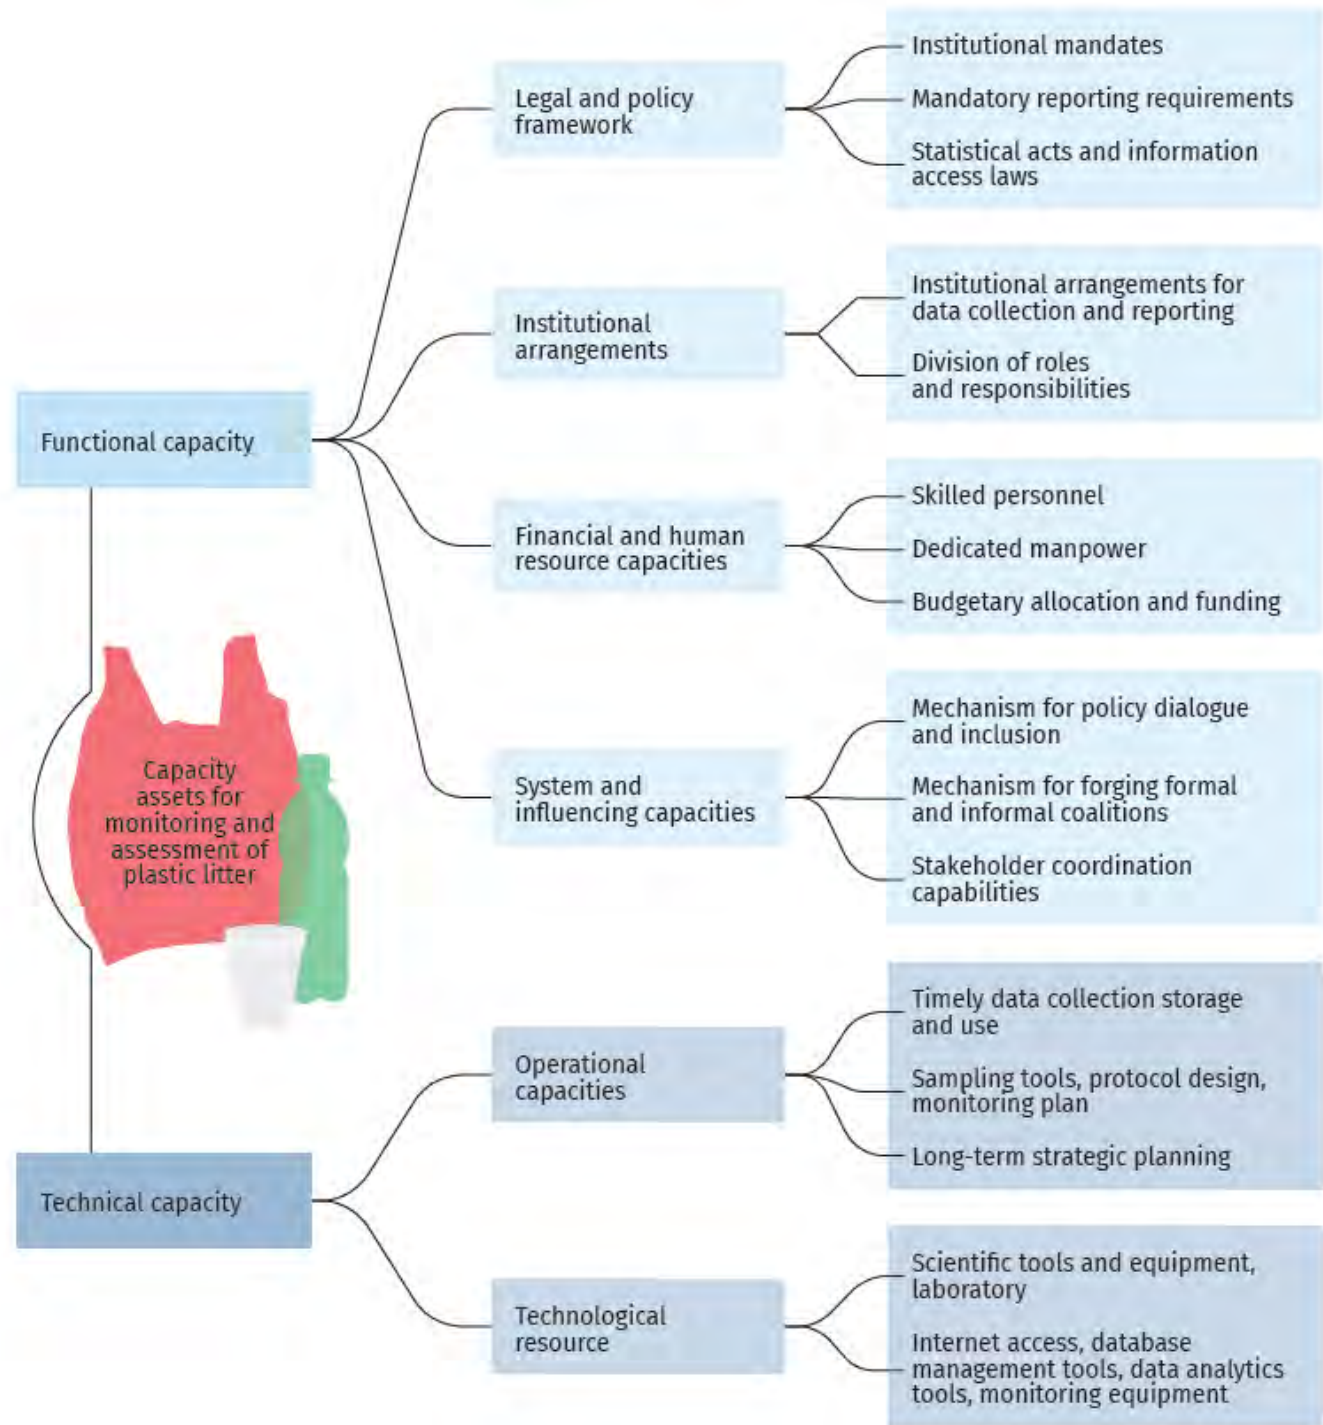 Functional capacity
Legal and policy
framework
Institutional mandates
Mandatory reporting requirements
Statistical acts and information
access laws
Institutional
arrangements
Institutional arrangements for
data collection and reporting
Division of roles
and responsibilities
Financial and human
resource capacities
Skilled personnel
Dedicated manpower
Budgetary allocation and funding
System and
influencing capacities
Mechanism for policy dialogue
and inclusion
Mechanism for forging formal
and informal coalitions
Stakeholder coordination
capabilities
Capacity
assets for
monitoring and
assessment of
plastic litter
Technical capacity
Operational
capacities
Timely data collection storage
and use
Sampling tools, protocol design,
monitoring plan
Long-term strategic planning
Technological
resource
Scientific tools and equipment,
laboratory
Internet access, database
management tools, data analytics
tools, monitoring equipment